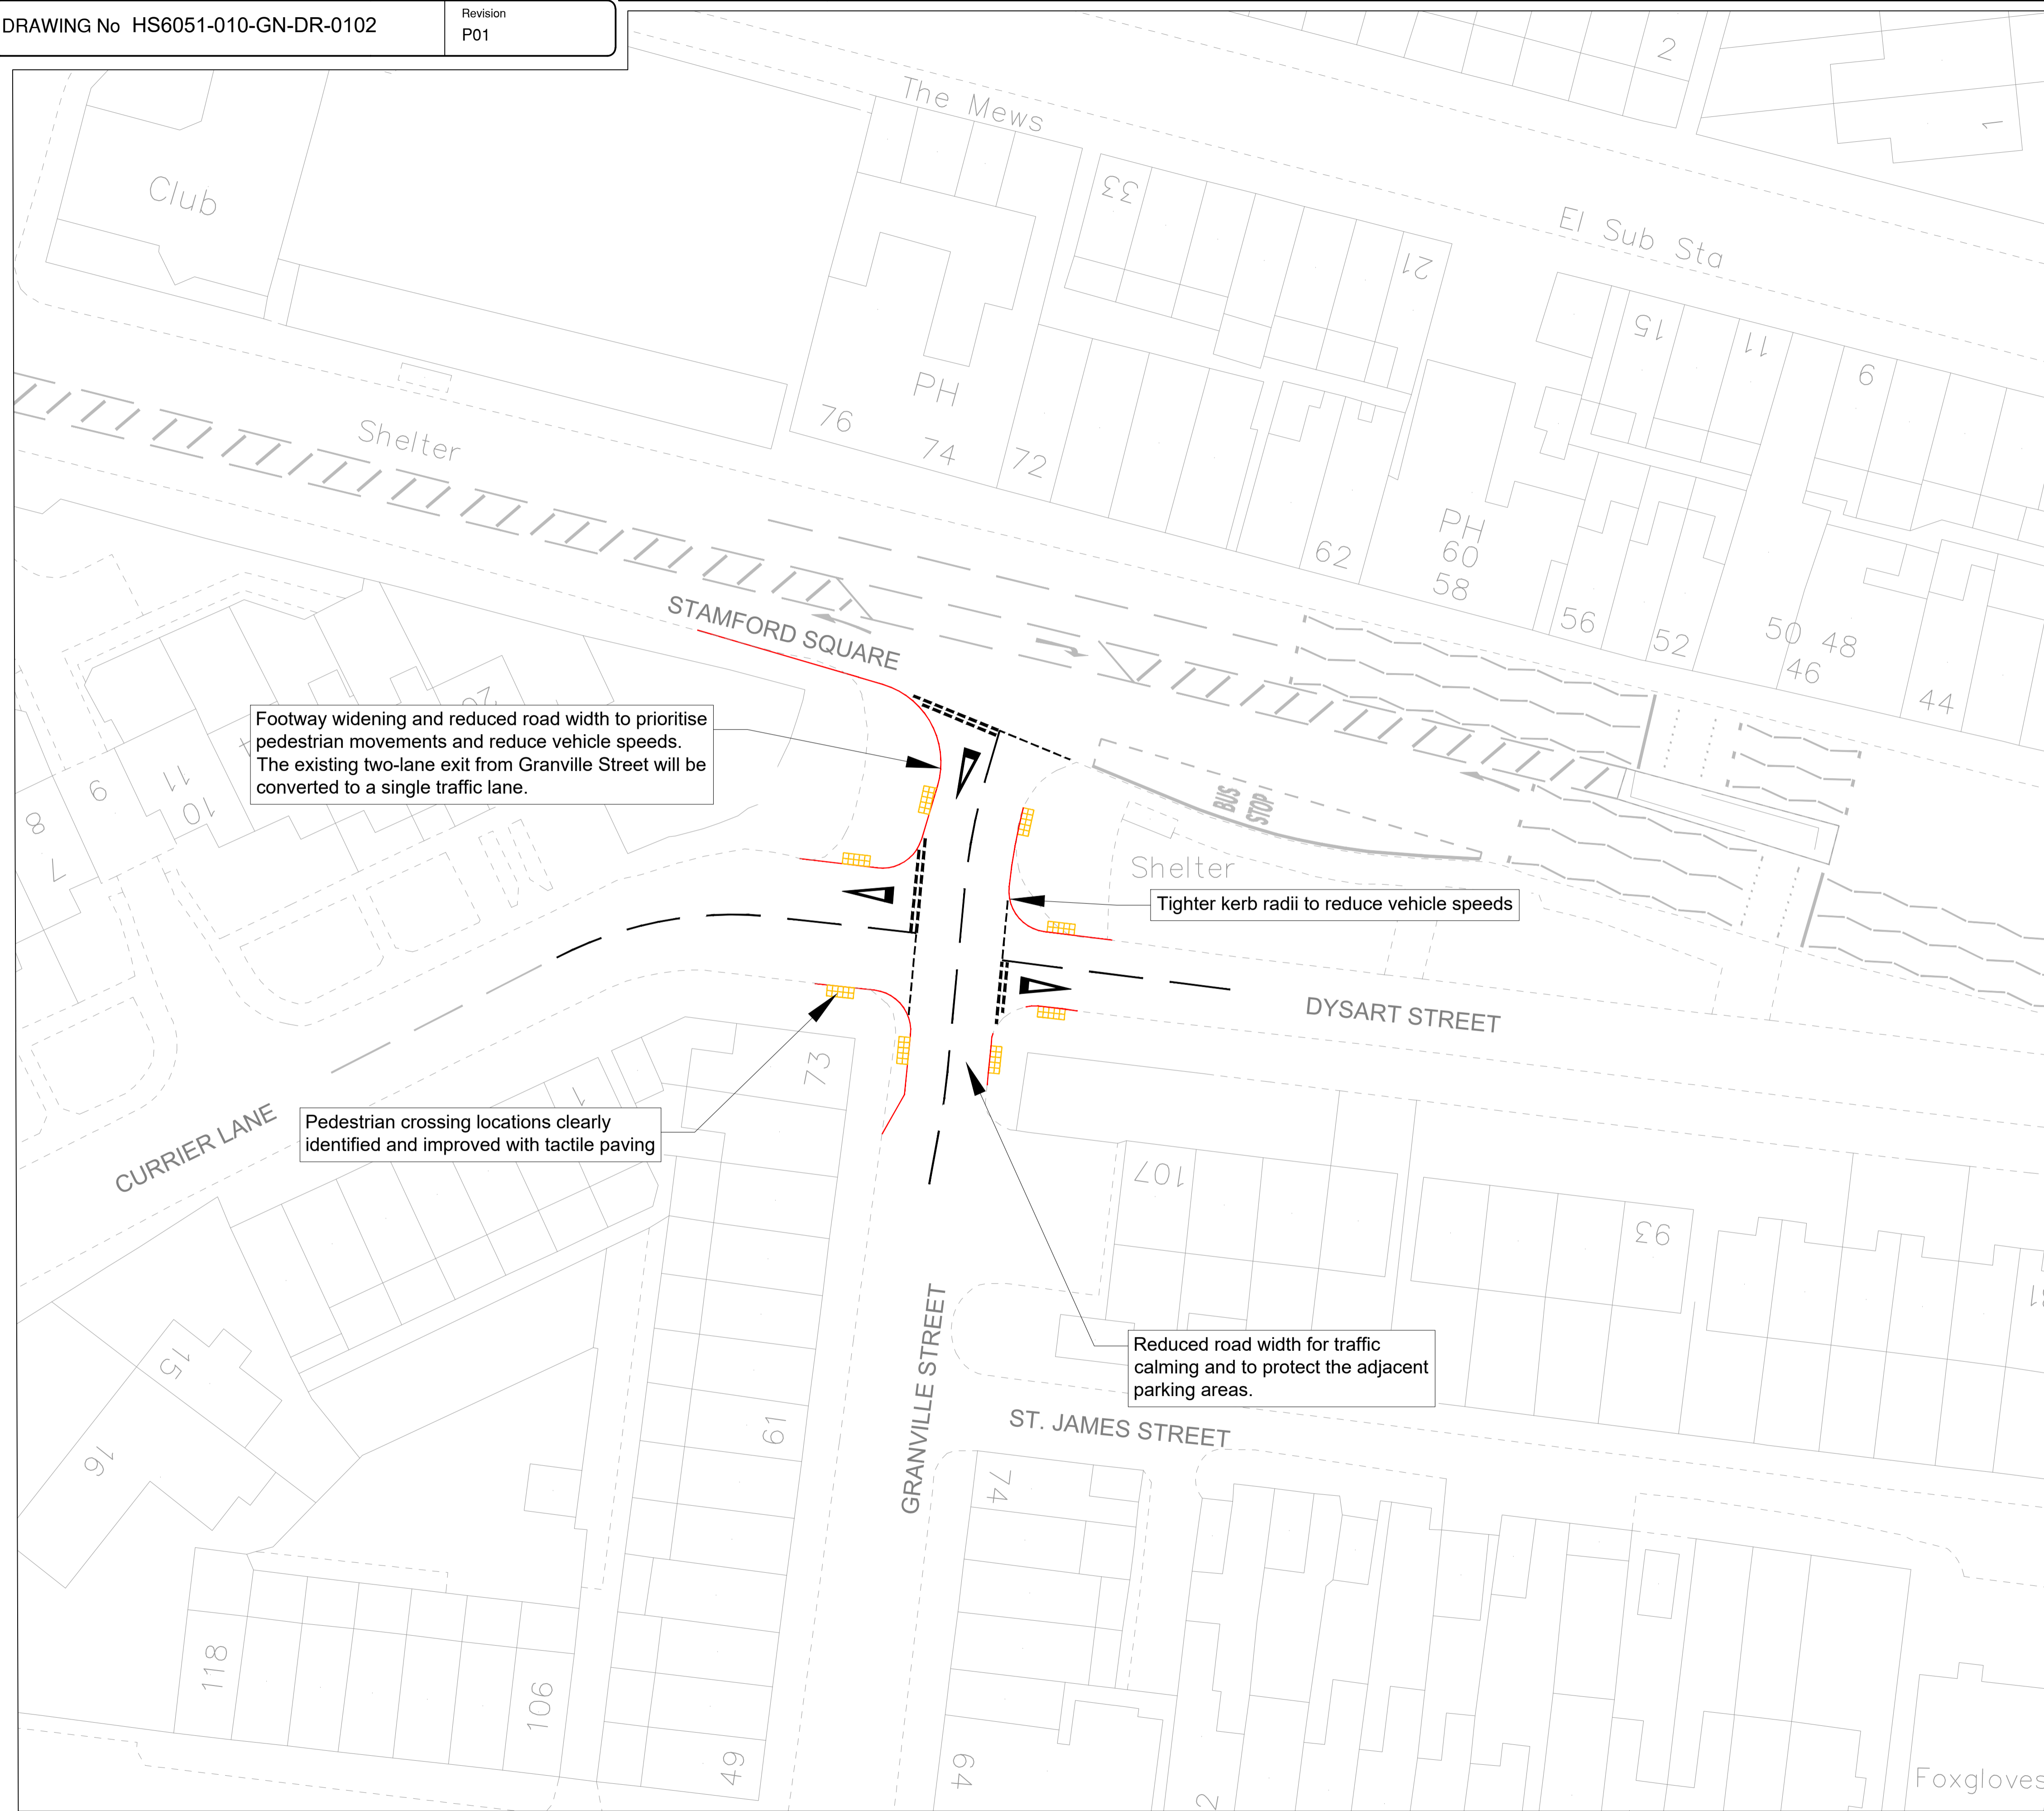 DRAWING No HS6051-010-GN-DR-0102
Revision
P01
2
1
The Mews
Club
33
El Sub Sta
21
15
11
9
PH
76
74
72
Shelter
62
PH
60
58
56
52
50 48
46
44
STAMFORD SQUARE
Footway widening and reduced road width to prioritise
pedestrian movements and reduce vehicle speeds.
The existing two-lane exit from Granville Street will be
converted to a single traffic lane.
11
10
9
8
7
BUS
STOP
Shelter
Tighter kerb radii to reduce vehicle speeds
DYSART STREET
73
1
Pedestrian crossing locations clearly
identified and improved with tactile paving
CURRIER LANE
107
93
GRANVILLE STREET
Reduced road width for traffic
calming and to protect the adjacent
parking areas.
15
16
61
ST. JAMES STREET
74
118
106
49
64
2
Foxgloves